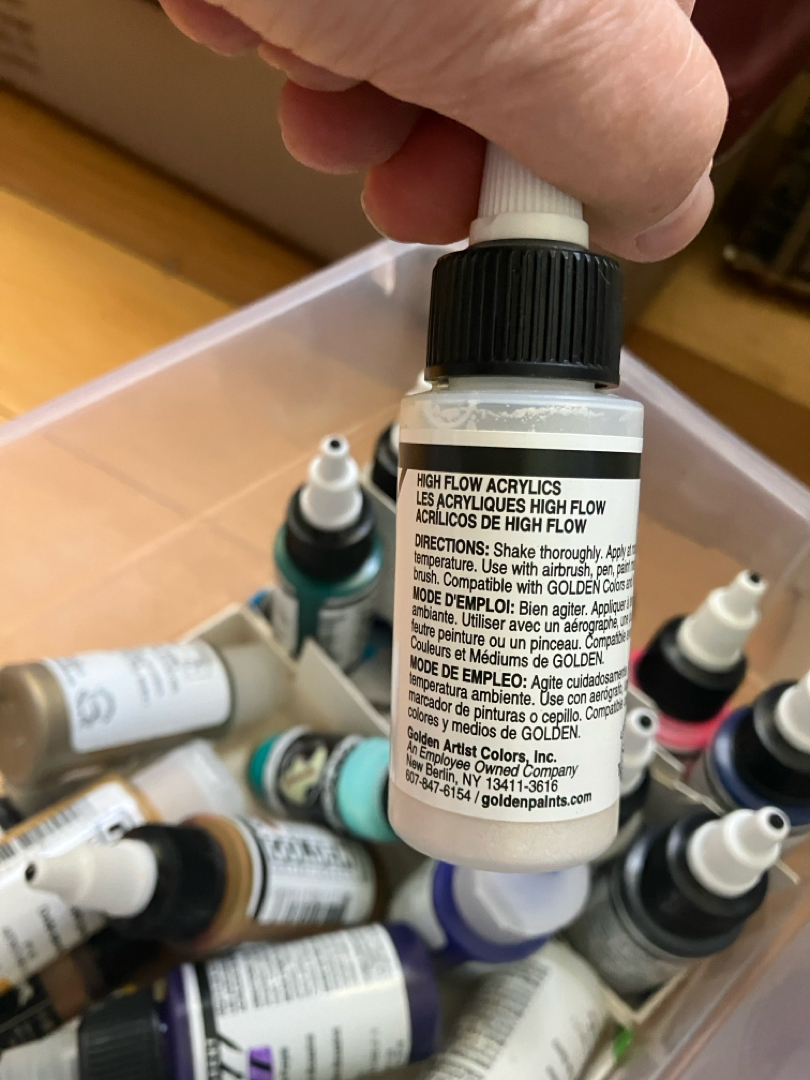 HIGH FLOW ACRYLICS
LES ACRYLIQUES HIGH FLOW
ACRÍLICOS DE HIGH FLOW
DIRECTIONS: Shake thoroughly. Apply at
temperature. Use with airbrush, pen, paint
brush. Compatible with GOLDEN Colors and
MODE D'EMPLOI: Bien agiter. Appliquer à
ambiante. Utiliser avec un aérographe, une
feutre peinture ou un pinceau. Compatible
Couleurs et Médiums de GOLDEN.
MODE DE EMPLEO: Agite cuidadosamente
temperatura ambiente. Use con aerógrafo,
marcador de pinturas o cepillo. Compatible
colores y medios de GOLDEN.
Golden Artist Colors, Inc.
An Employee Owned Company
New Berlin, NY 13411-3616
607-847-6154 / goldenpaints.com